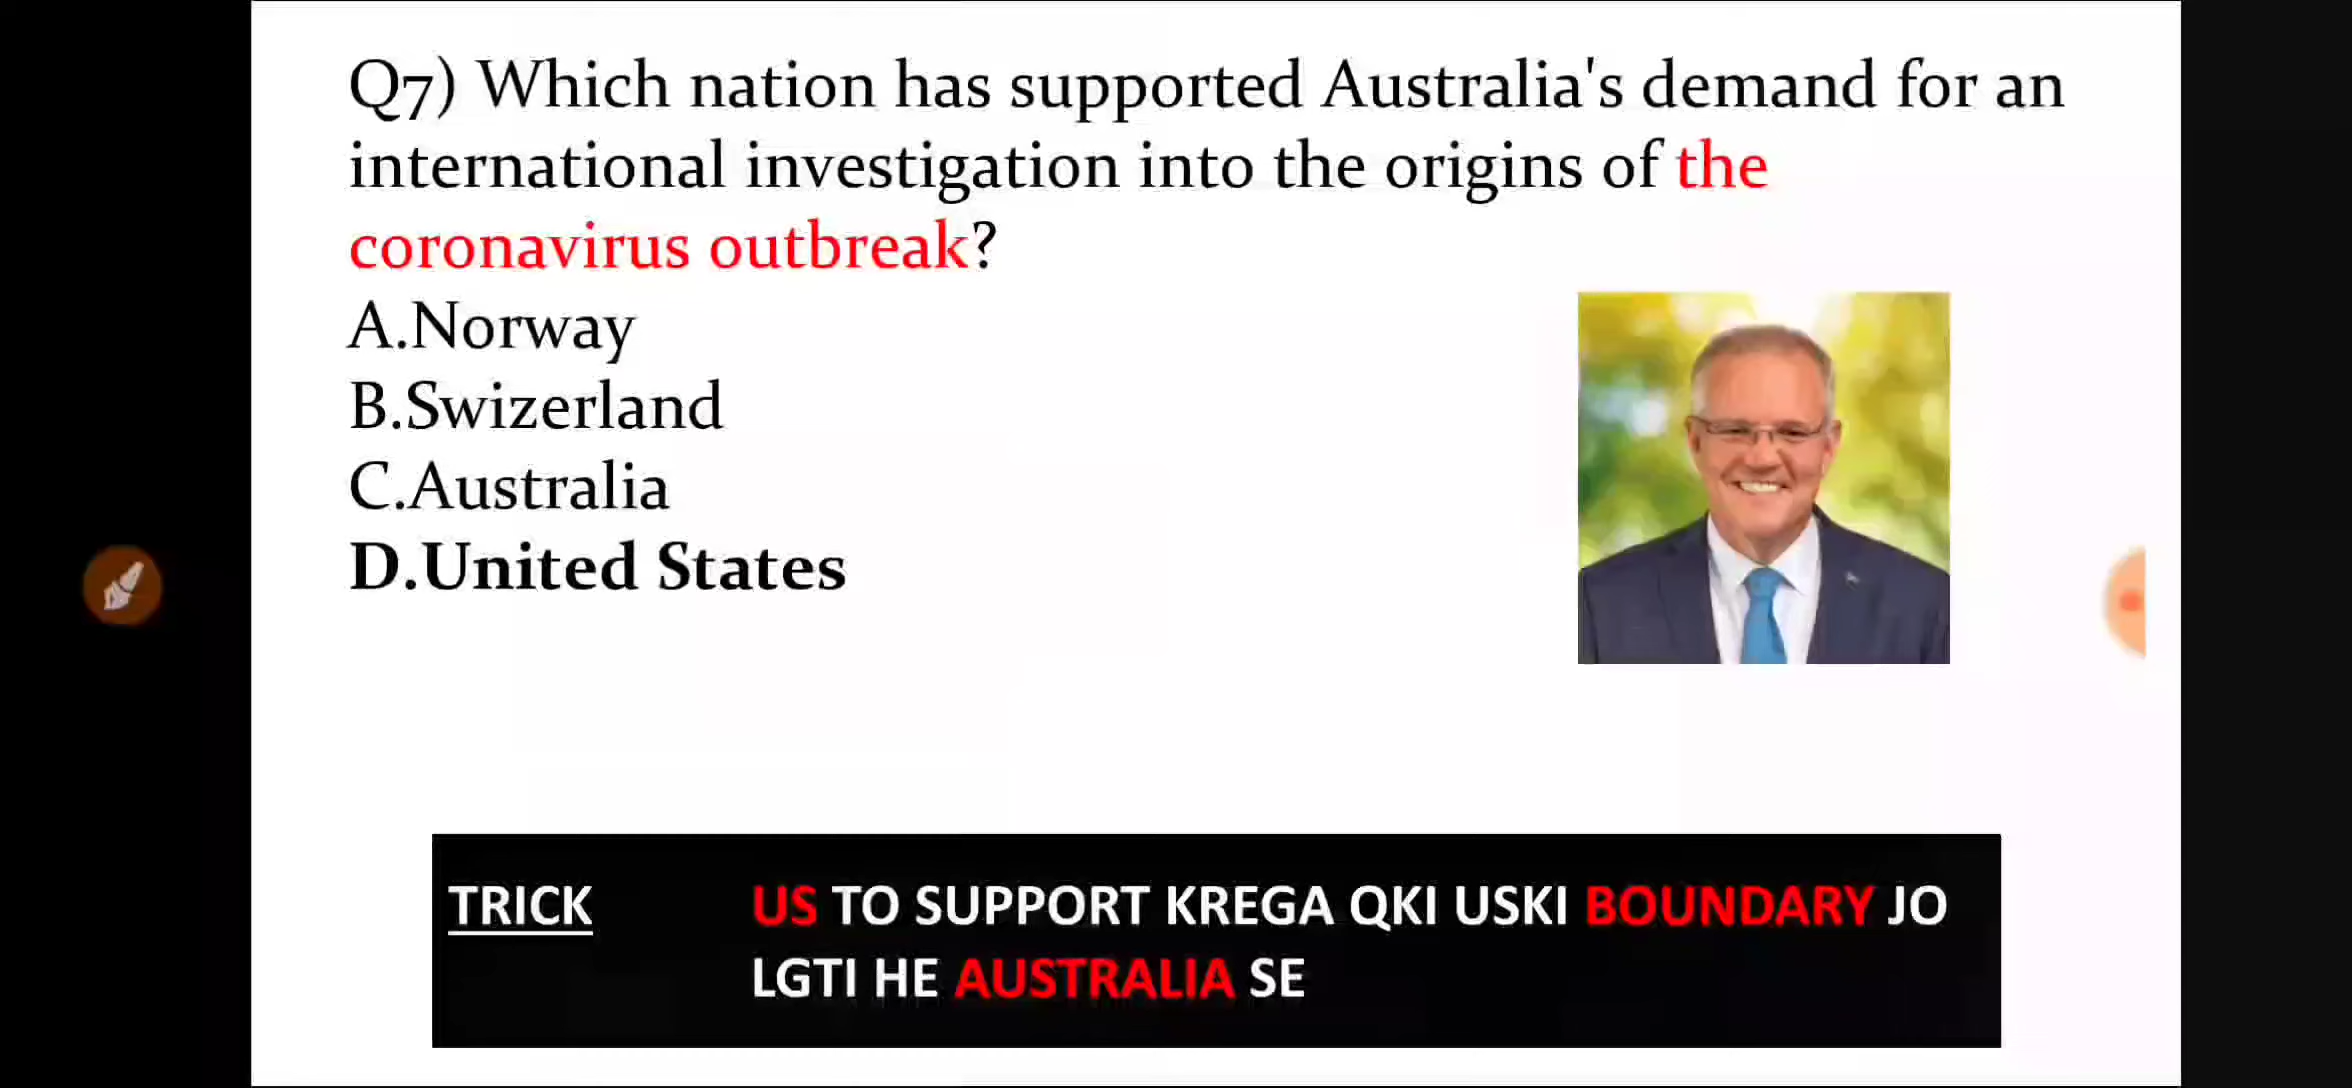 Q7) Which nation has supported Australia's demand for an
international investigation into the origins of the
coronavirus outbreak?
A.Norway
B.Swizerland
C.Australia
D.United States
TRICK US TO SUPPORT KREGA QKI USKI BOUNDARY JO
LGTI HE AUSTRALIA SE